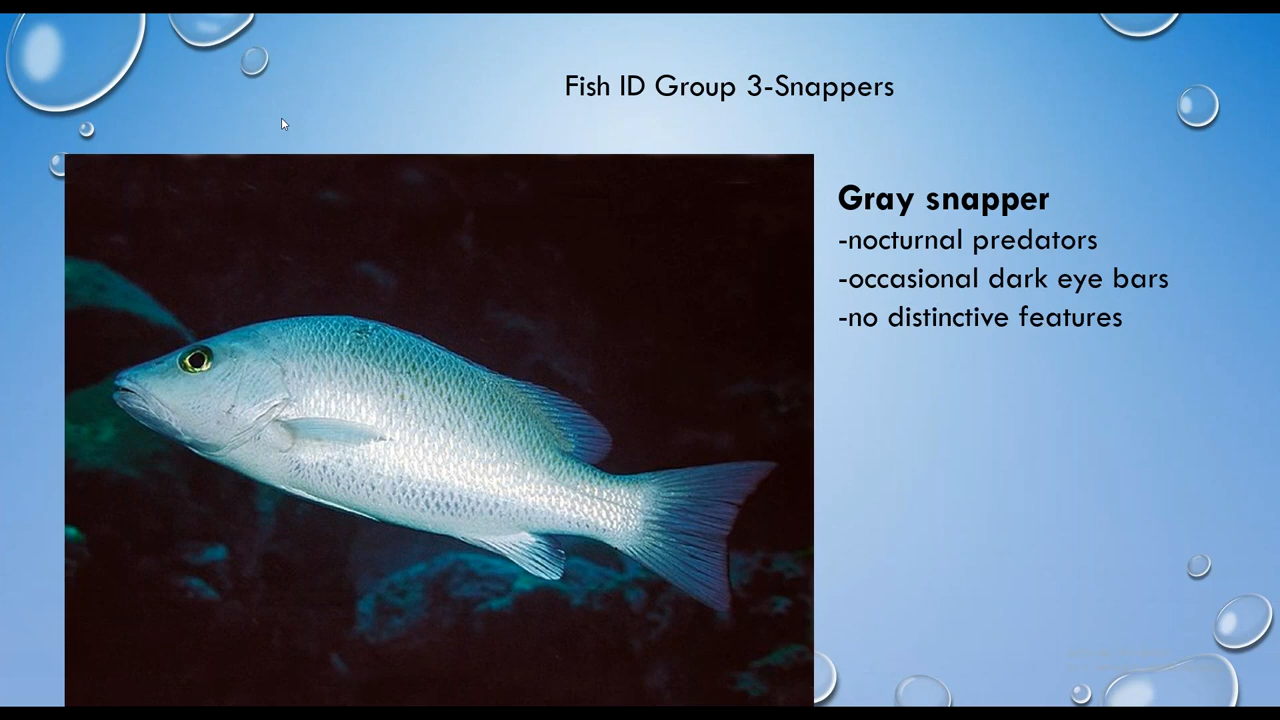 Fish ID Group 3-Snappers
Gray snapper
-nocturnal predators
-occasional dark eye bars
-no distinctive features